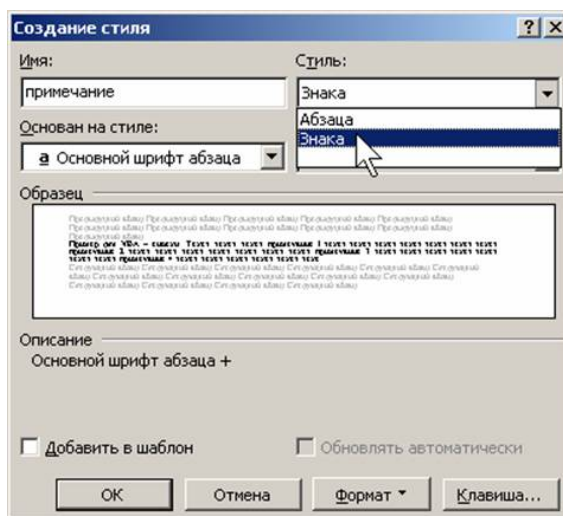 Создание стиля
Имя: Стиль:
примечание Знака
Абзаца
Основан на стиле: Знака
а Основной шрифт абзаца
Образец
Описание
Основной шрифт абзаца +
Добавить в шаблон Обновлять автоматически
ОК Отмена Формат Клавиша...